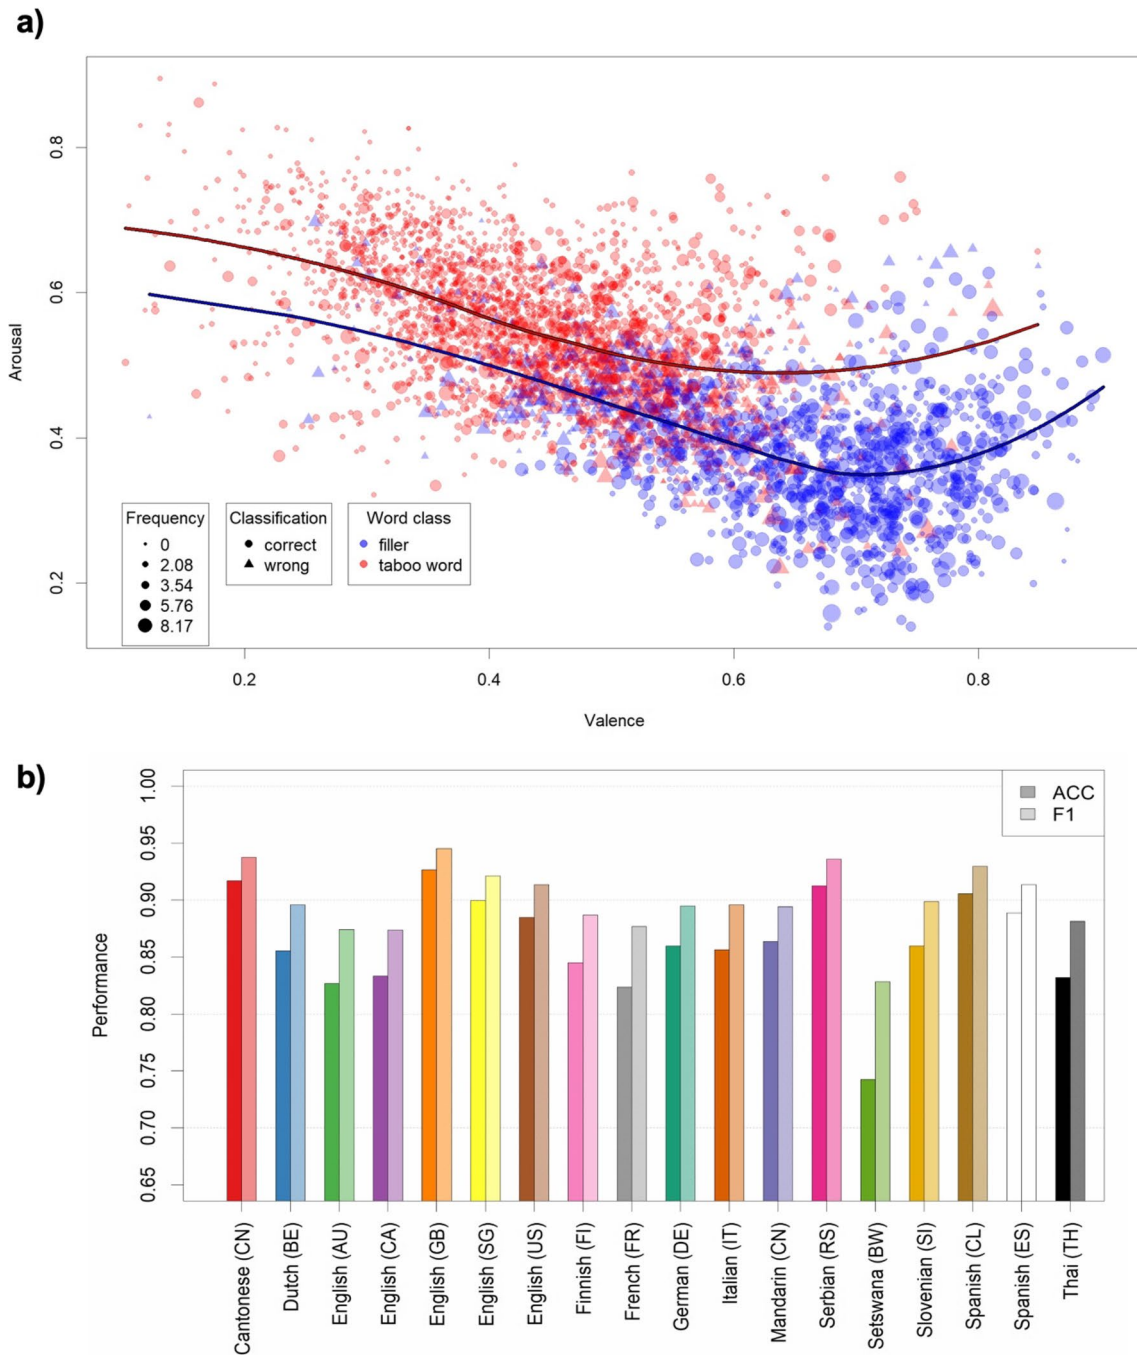 a)
Arousal
0.8
0.6
0.4
0.2
Frequency
0
2.08
3.54
5.76
8.17
Classification
correct
wrong
Word class
filler
taboo word
0.2 0.4 0.6 0.8
Valence
b)
Performance
1.00
0.95
0.90
0.85
0.80
0.75
0.70
0.65
ACC
F1
Cantonese (CN)
Dutch (BE)
English (AU)
English (CA)
English (GB)
English (SG)
English (US)
Finnish (FI)
French (FR)
German (DE)
Italian (IT)
Mandarin (CN)
Serbian (RS)
Setswana (BW)
Slovenian (SI)
Spanish (CL)
Spanish (ES)
Thai (TH)